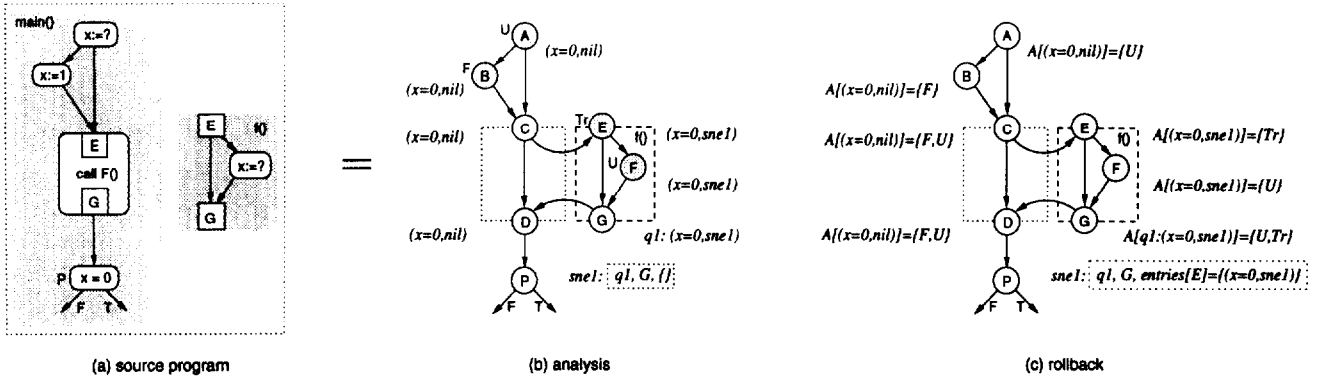 main()
x:=?
x:=1
E
call F()
G
P
x = 0
F
T
E
f()
x:=?
G
=
U
A
(x=0,nil)
F
B
(x=0,nil)
(x=0,nil)
C
Tr
E
f()
(x=0,sne1)
U
F
(x=0,sne1)
(x=0,nil)
D
G
q1: (x=0,sne1)
P
sne1: q1, G, {}
F
T
A
A[(x=0,nil)]={U}
B
A[(x=0,nil)]={F}
A[(x=0,nil)]={F,U}
C
E
f()
A[(x=0,sne1)]={Tr}
F
A[(x=0,sne1)]={U}
A[(x=0,nil)]={F,U}
D
G
A[q1:(x=0,sne1)]={U,Tr}
P
sne1: q1, G, entries[E]={(x=0,sne1)}
F
T
(a) source program
(b) analysis
(c) rollback